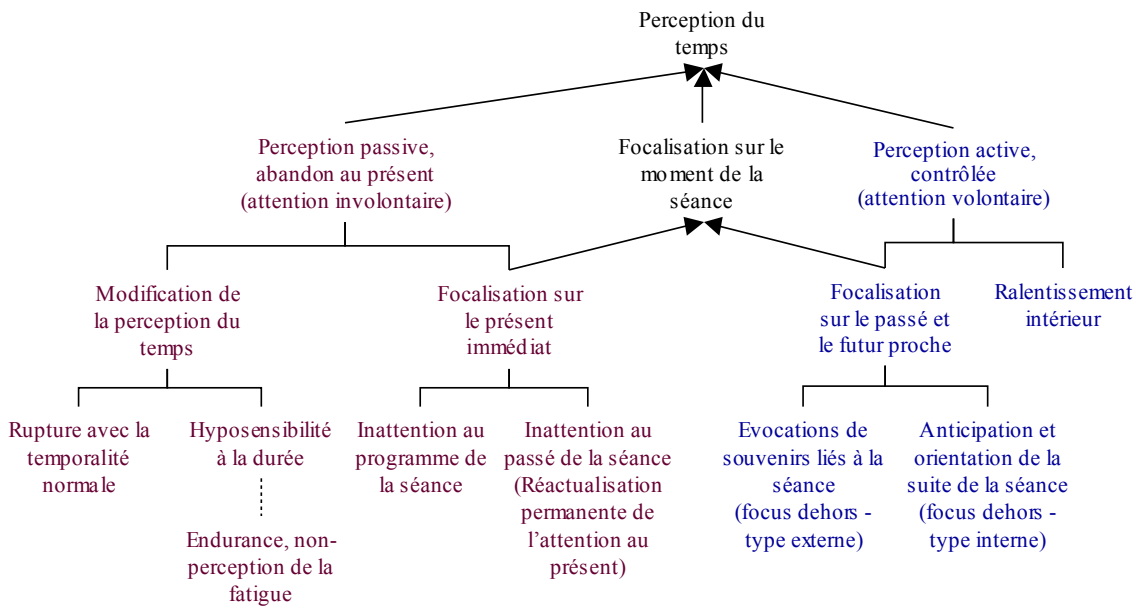 Perception du
temps
Perception passive,
abandon au présent
(attention involontaire)
Focalisation sur le
moment de la
séance
Perception active,
contrôlée
(attention volontaire)
Modification de
la perception du
temps
Focalisation sur
le présent
immédiat
Focalisation
sur le passé et
le futur proche
Ralentissement
intérieur
Rupture avec la
temporalité
normale
Hyposensibilité
à la durée
Inattention au
programme de
la séance
Inattention au
passé de la séance
(Réactualisation
permanente de
l'attention au
présent)
Evocations de
souvenirs liés à la
séance
(focus dehors -
type externe)
Anticipation et
orientation de la
suite de la séance
(focus dehors -
type interne)
Endurance, non-
perception de la
fatigue